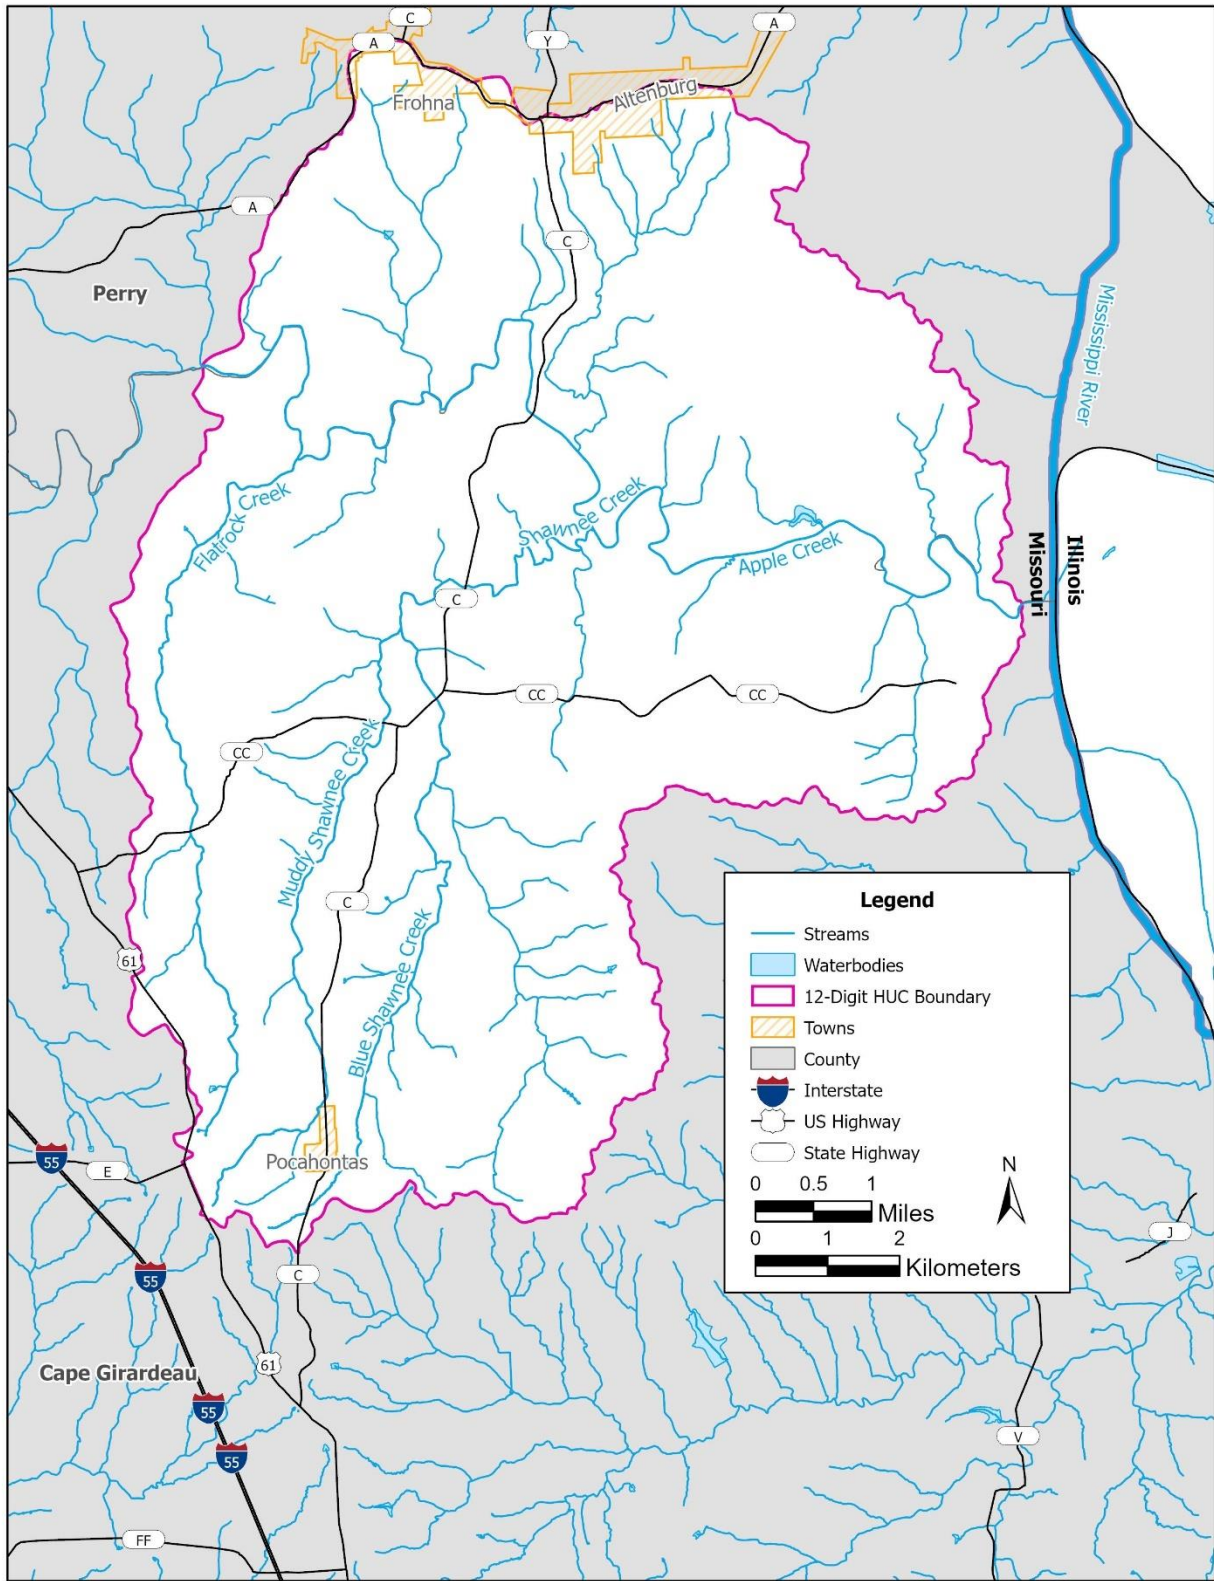 C
A
A
Y
Frohna
Altenburg
A
C
Perry
Mississippi River
Flatrock Creek
Shawnee Creek
Apple Creek
Illinois
Missouri
C
CC
CC
CC
Muddy Shawnee Creek
C
Blue Shawnee Creek
61
Legend
Streams
Waterbodies
12-Digit HUC Boundary
Towns
County
Interstate
US Highway
State Highway
0 0.5 1
Miles
0 1 2
Kilometers
N
55
E
Pocahontas
J
C
55
61
Cape Girardeau
55
55
V
FF